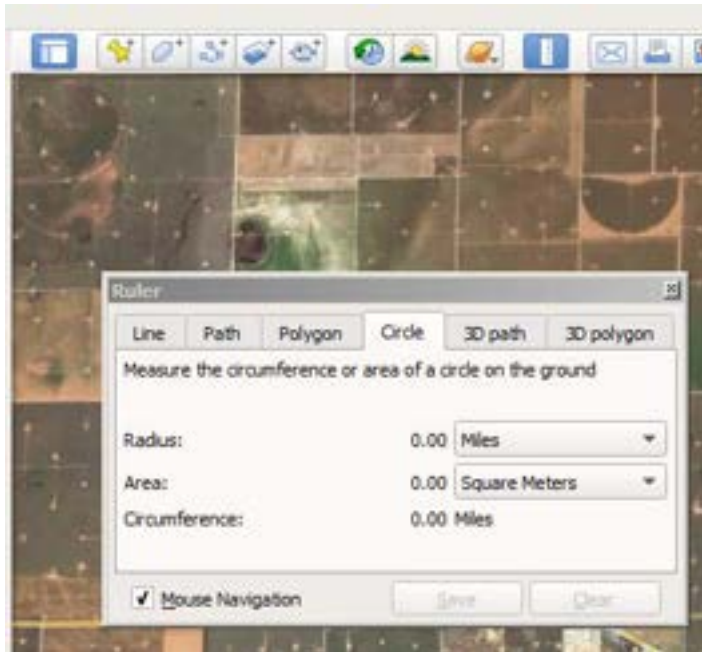 Ruler
Line Path Polygon Circle 3D path 3D polygon
Measure the circumference or area of a circle on the ground
Radius: 0.00 Miles
Area: 0.00 Square Meters
Circumference: 0.00 Miles
Mouse Navigation Save Clear